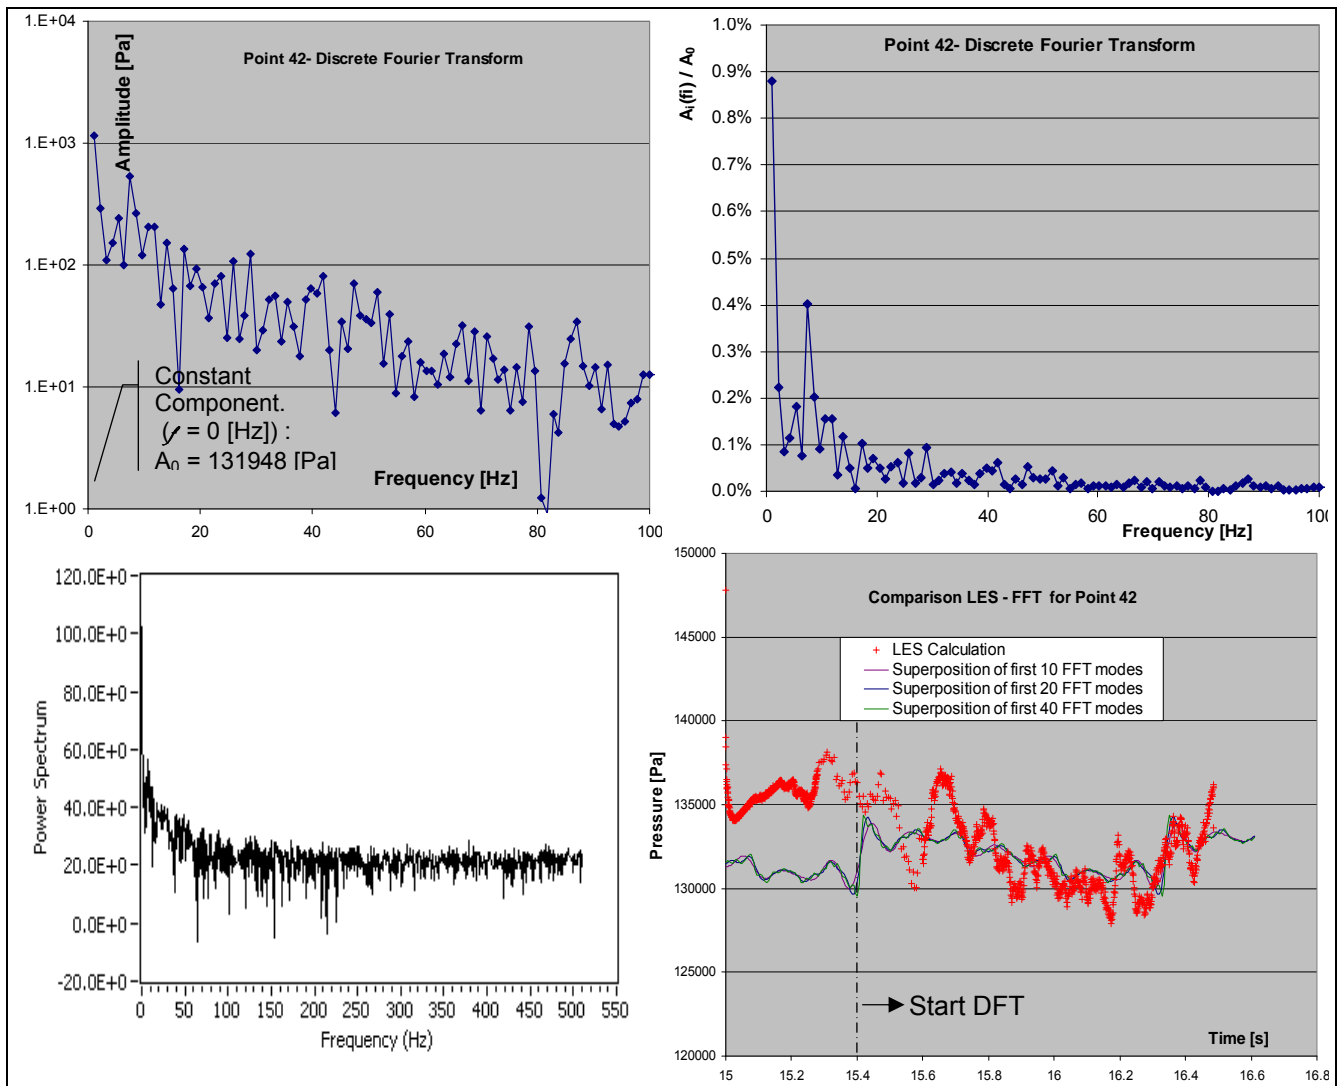 Point 42- Discrete Fourier Transform
Amplitude [Pa]
1.E+04
1.E+03
1.E+02
1.E+01
1.E+00
Constant
Component.
(f = 0 [Hz]) :
A0 = 131948 [Pa]
Frequency [Hz]
0 20 40 60 80 100
Point 42- Discrete Fourier Transform
Ai(fi) / A0
1.0%
0.9%
0.8%
0.7%
0.6%
0.5%
0.4%
0.3%
0.2%
0.1%
0.0%
0 20 40 60 80 100
Frequency [Hz]
Power Spectrum
120.0E+0
100.0E+0
80.0E+0
60.0E+0
40.0E+0
20.0E+0
0.0E+0
-20.0E+0
0 50 100 150 200 250 300 350 400 450 500 550
Frequency (Hz)
Comparison LES - FFT for Point 42
LES Calculation
Superposition of first 10 FFT modes
Superposition of first 20 FFT modes
Superposition of first 40 FFT modes
Pressure [Pa]
150000
145000
140000
135000
130000
125000
120000
Start DFT
Time [s]
15 15.2 15.4 15.6 15.8 16 16.2 16.4 16.6 16.8